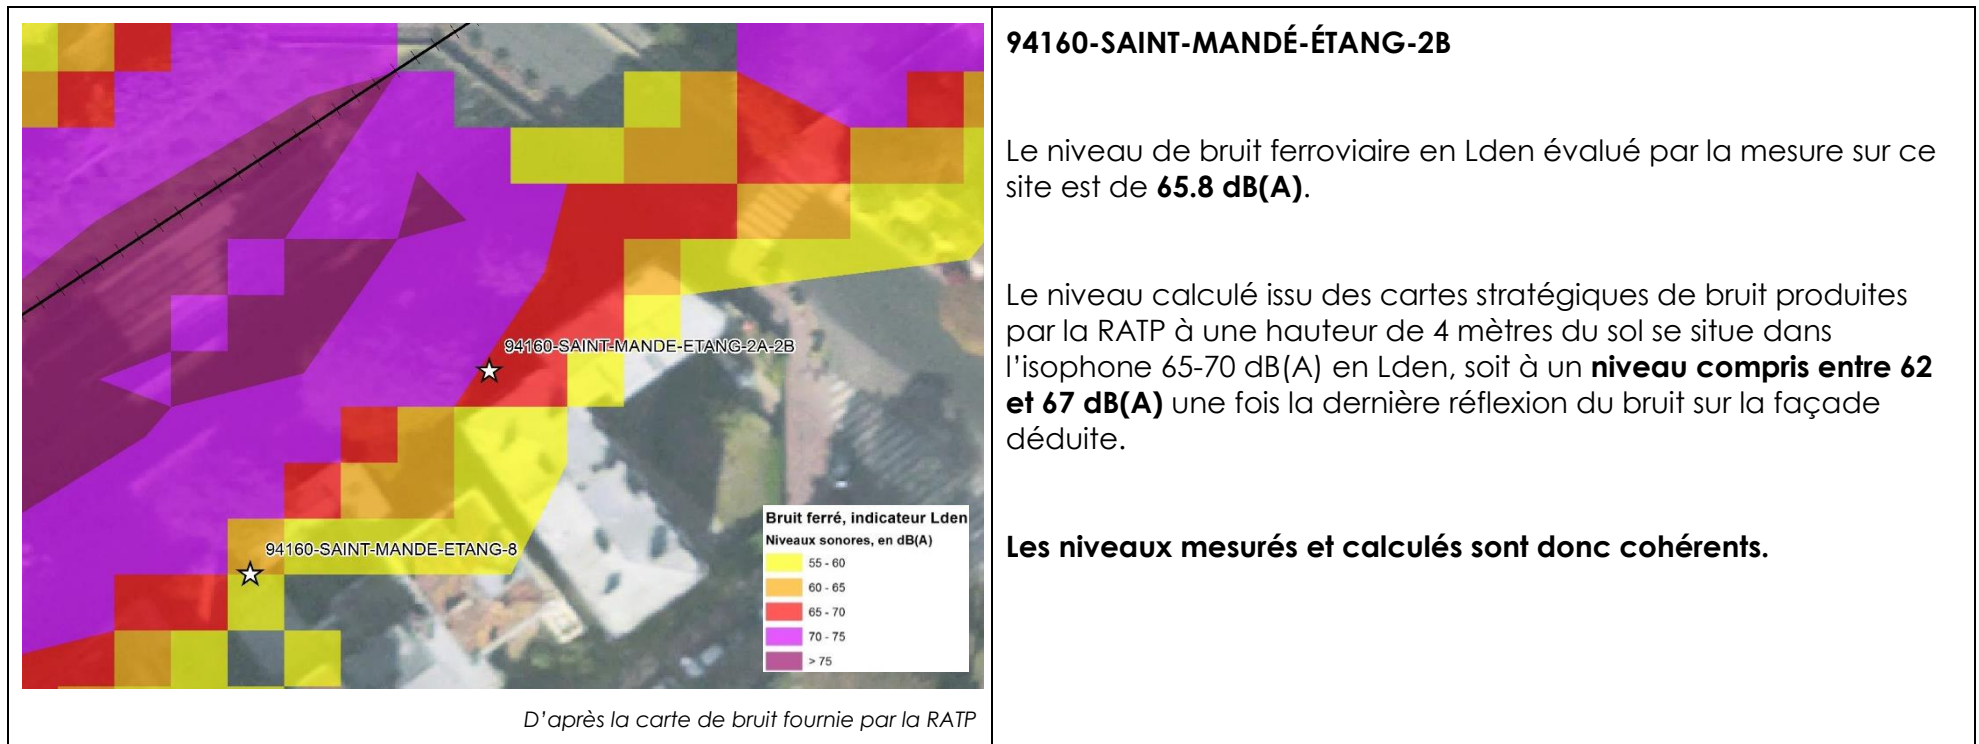 94160-SAINT-MANDE-ETANG-2A-2B
94160-SAINT-MANDE-ETANG-8
Bruit ferré, indicateur Lden
Niveaux sonores, en dB(A)
55 - 60
60 - 65
65 - 70
70 - 75
> 75
D’après la carte de bruit fournie par la RATP
94160-SAINT-MANDÉ-ÉTANG-2B
Le niveau de bruit ferroviaire en Lden évalué par la mesure sur ce
site est de 65.8 dB(A).
Le niveau calculé issu des cartes stratégiques de bruit produites
par la RATP à une hauteur de 4 mètres du sol se situe dans
l’isophone 65-70 dB(A) en Lden, soit à un niveau compris entre 62
et 67 dB(A) une fois la dernière réflexion du bruit sur la façade
déduite.
Les niveaux mesurés et calculés sont donc cohérents.